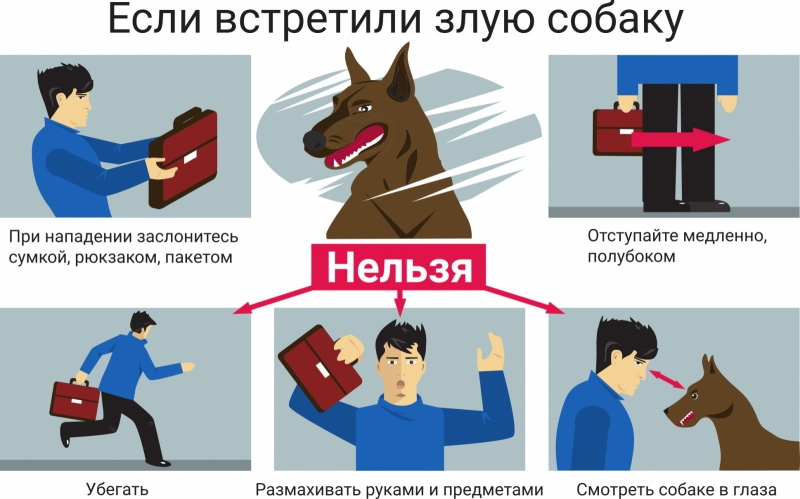 Если встретили злую собаку
При нападении заслонитесь
сумкой, рюкзаком, пакетом
Отступайте медленно,
полубоком
Нельзя
Убегать
Размахивать руками и предметами
Смотреть собаке в глаза